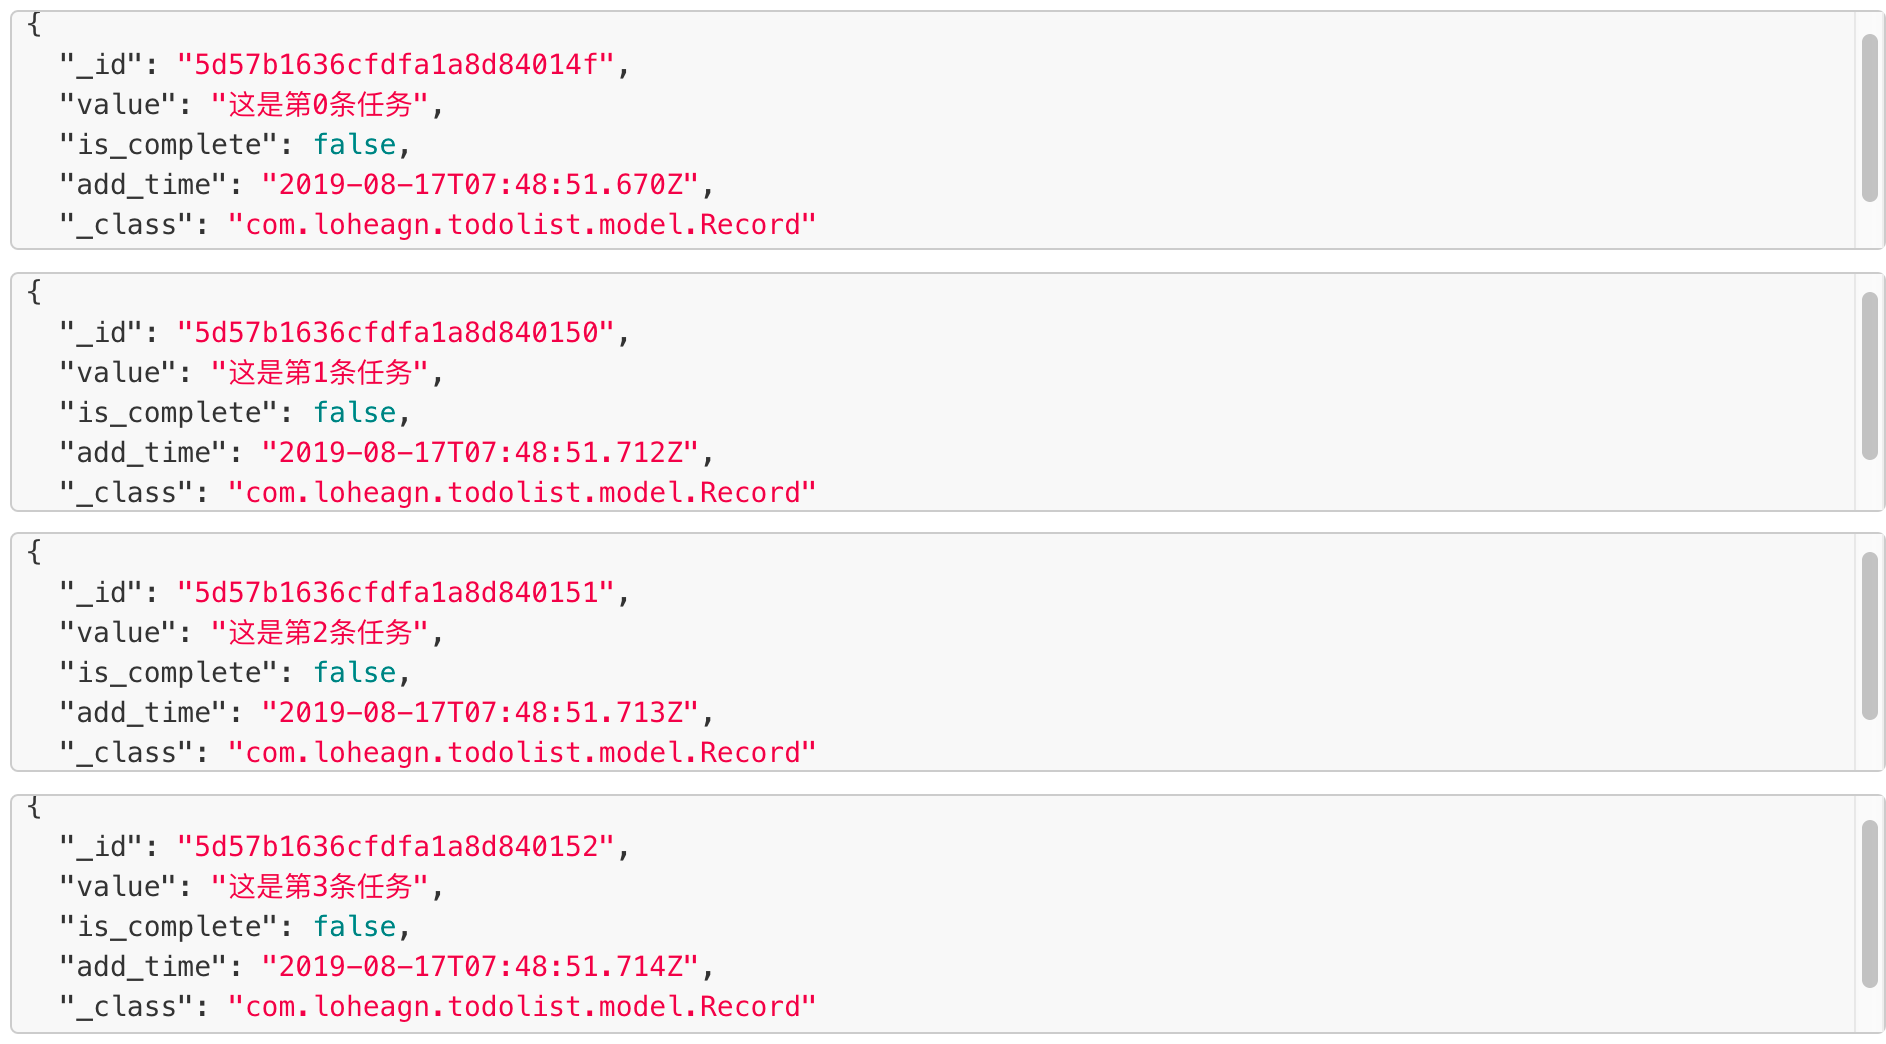 {
"_id": "5d57b1636cfdfa1a8d84014f",
"value": "这是第0条任务",
"is_complete": false,
"add_time": "2019-08-17T07:48:51.670Z",
"_class": "com.loheagn.todolist.model.Record"
{
"_id": "5d57b1636cfdfa1a8d840150",
"value": "这是第1条任务",
"is_complete": false,
"add_time": "2019-08-17T07:48:51.712Z",
"_class": "com.loheagn.todolist.model.Record"
{
"_id": "5d57b1636cfdfa1a8d840151",
"value": "这是第2条任务",
"is_complete": false,
"add_time": "2019-08-17T07:48:51.713Z",
"_class": "com.loheagn.todolist.model.Record"
{
"_id": "5d57b1636cfdfa1a8d840152",
"value": "这是第3条任务",
"is_complete": false,
"add_time": "2019-08-17T07:48:51.714Z",
"_class": "com.loheagn.todolist.model.Record"